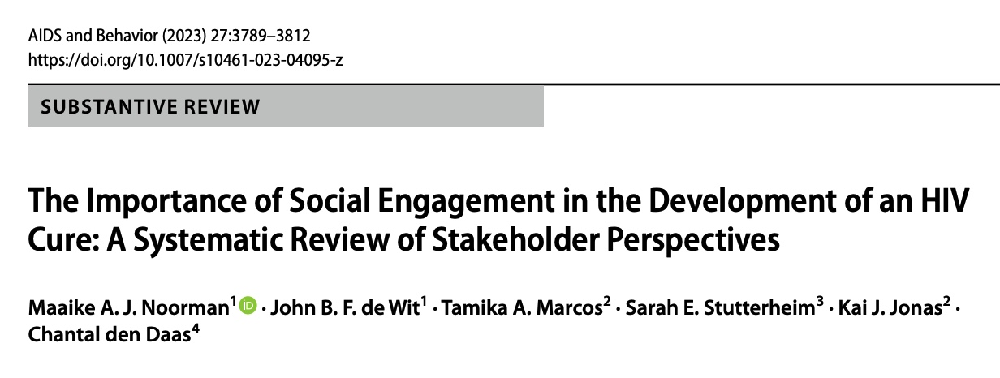 AIDS and Behavior (2023) 27:3789–3812
https://doi.org/10.1007/s10461-023-04095-z
SUBSTANTIVE REVIEW
The Importance of Social Engagement in the Development of an HIV
Cure: A Systematic Review of Stakeholder Perspectives
Maaike A. J. Noorman¹ iD · John B. F. de Wit¹ · Tamika A. Marcos² · Sarah E. Stutterheim³ · Kai J. Jonas² ·
Chantal den Daas⁴